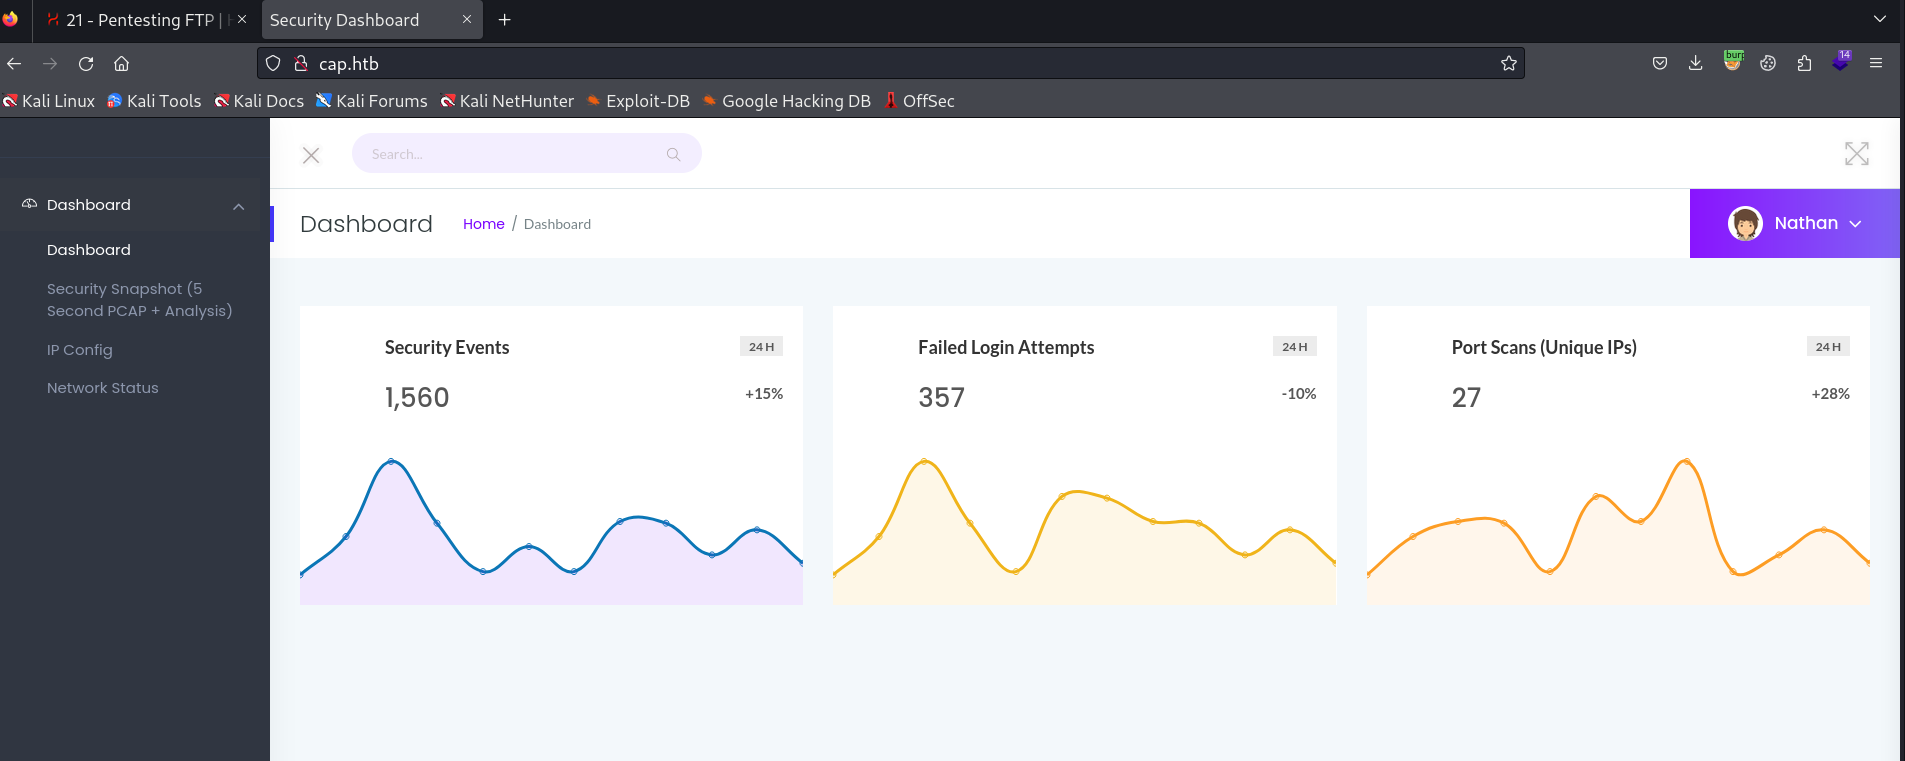 21 - Pentesting FTP |
Security Dashboard
cap.htb
burp
14
Kali Linux
Kali Tools
Kali Docs
Kali Forums
Kali NetHunter
Exploit-DB
Google Hacking DB
OffSec
Search...
Dashboard
Dashboard
Security Snapshot (5
Second PCAP + Analysis)
IP Config
Network Status
Dashboard
Home / Dashboard
Nathan
Security Events
24 H
1,560
+15%
Failed Login Attempts
24 H
357
-10%
Port Scans (Unique IPs)
24 H
27
+28%